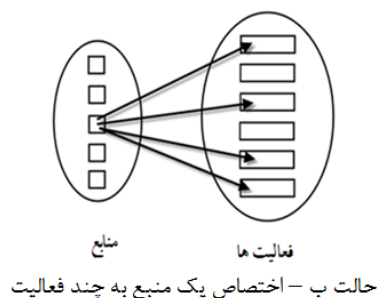 منابع
فعالیت ها
حالت ب – اختصاص یک منبع به چند فعالیت